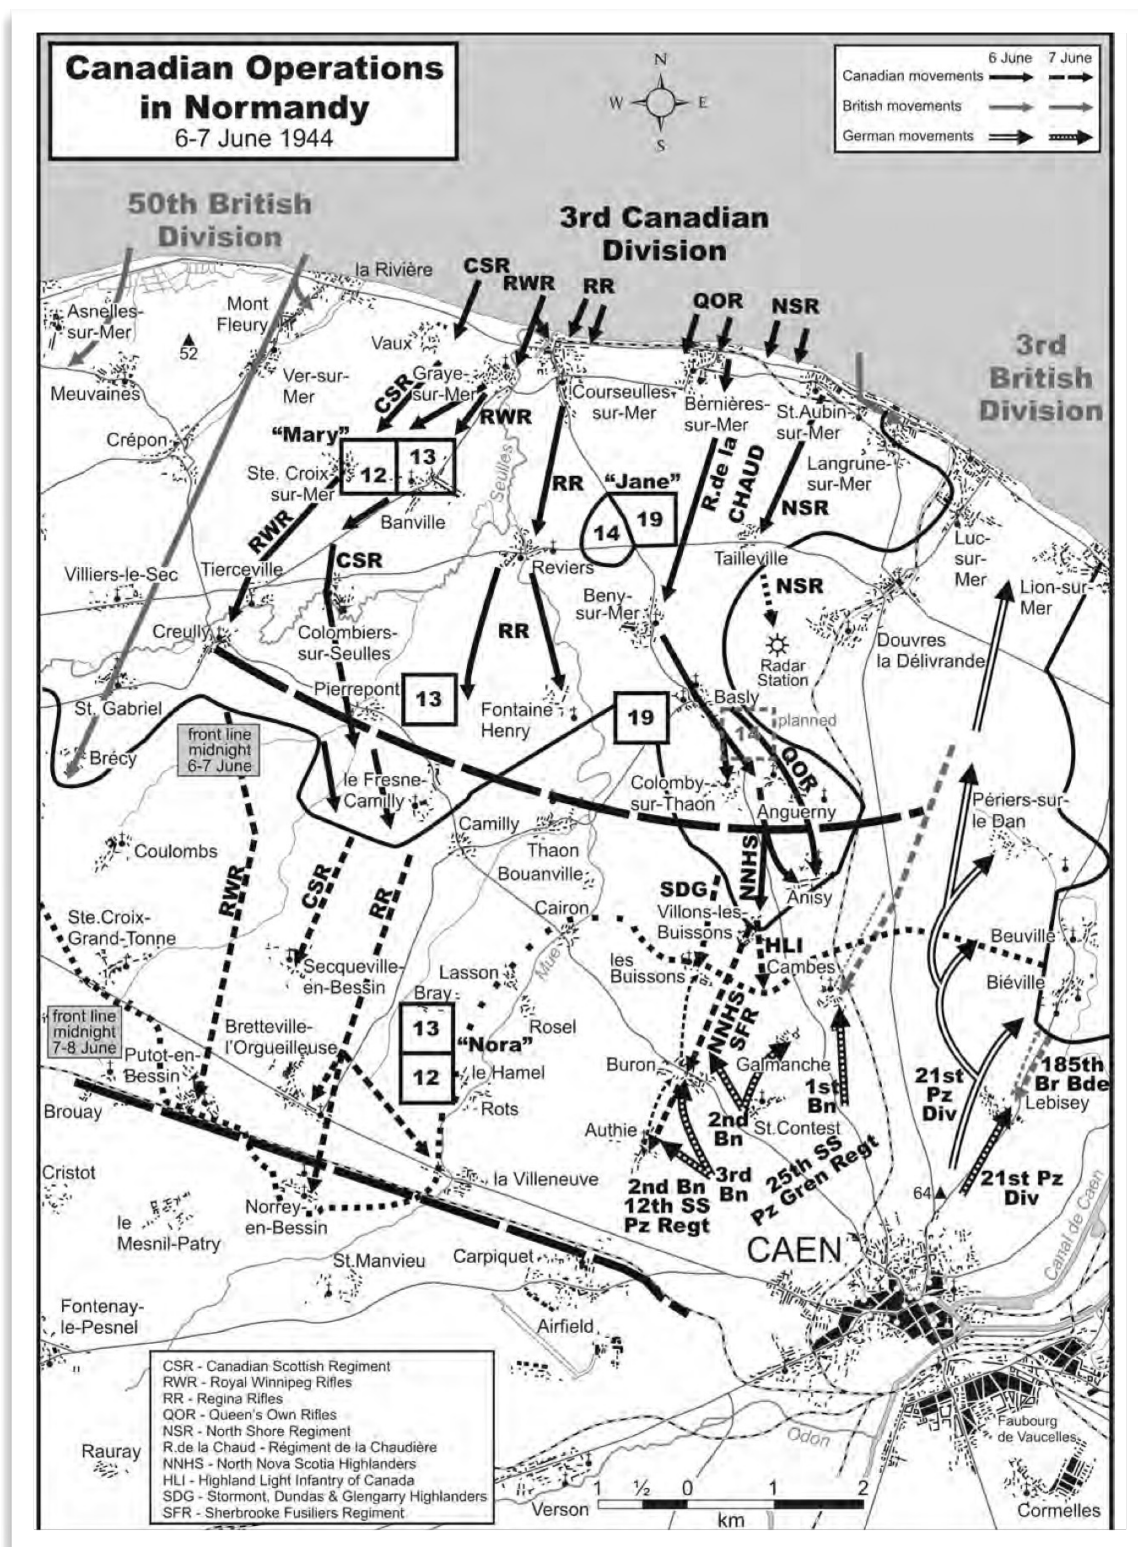 Canadian Operations
in Normandy
6-7 June 1944
N
W
E
S
6 June
7 June
Canadian movements
British movements
German movements
50th British
Division
3rd Canadian
Division
3rd
British
Division
CSR
RWR
RR
QOR
NSR
la Rivière
Asnelles-
sur-Mer
Mont
Fleury
52
Vaux
Meuvaines
Ver-sur-
Mer
Graye-
sur-Mer
CSR
RWR
Courseulles-
sur-Mer
Bernières-
sur-Mer
St.Aubin-
sur-Mer
Crépon
"Mary"
12
13
Ste. Croix-
sur-Mer
Banville
Seulles
RR
"Jane"
14
19
R.de la
CHAUD
Langrune-
sur-Mer
NSR
RWR
CSR
Tailleville
Luc-
sur-
Mer
Lion-sur-
Mer
Villiers-le-Sec
Tierceville
Reviers
Beny-
sur-Mer
NSR
Creully
Colombiers-
sur-Seulles
RR
Radar
Station
Douvres
la Délivrande
St. Gabriel
Pierrepont
13
Fontaine
Henry
19
Basly
planned
14
QOR
Brécy
front line
midnight
6-7 June
le Fresne-
Camilly
Colomby-
sur-Thaon
Anguerny
Périers-sur-
le Dan
Coulombs
Camilly
Thaon
Bouanville
NNHS
Anisy
RWR
CSR
RR
SDG
Villons-les-
Buissons
Cairon
Ste.Croix-
Grand-Tonne
HLI
Beuville
Secqueville-
en-Bessin
Lasson
Mue
les
Buissons
Cambes
Biéville
front line
midnight
7-8 June
Bray
13
12
"Nora"
Rosel
NNHS
SFR
Bretteville-
l'Orgueilleuse
Putot-en-
Bessin
le Hamel
Buron
Galmanche
21st
Pz
Div
185th
Br Bde
Lebisey
Brouay
Rots
Authie
2nd
Bn
St.Contest
1st
Bn
Cristot
la Villeneuve
3rd
Bn
2nd Bn
12th SS
Pz Regt
25th SS
Pz Gren Regt
64
21st Pz
Div
le
Mesnil-Patry
Norrey-
en-Bessin
CAEN
Canal de Caen
St.Manvieu
Carpiquet
Fontenay-
le-Pesnel
Airfield
CSR - Canadian Scottish Regiment
RWR - Royal Winnipeg Rifles
RR - Regina Rifles
QOR - Queen's Own Rifles
NSR - North Shore Regiment
R.de la Chaud - Régiment de la Chaudière
NNHS - North Nova Scotia Highlanders
HLI - Highland Light Infantry of Canada
SDG - Stormont, Dundas & Glengarry Highlanders
SFR - Sherbrooke Fusiliers Regiment
Rauray
Faubourg
de Vaucelles
Odon
Verson
1
½
0
1
2
km
Cormelles